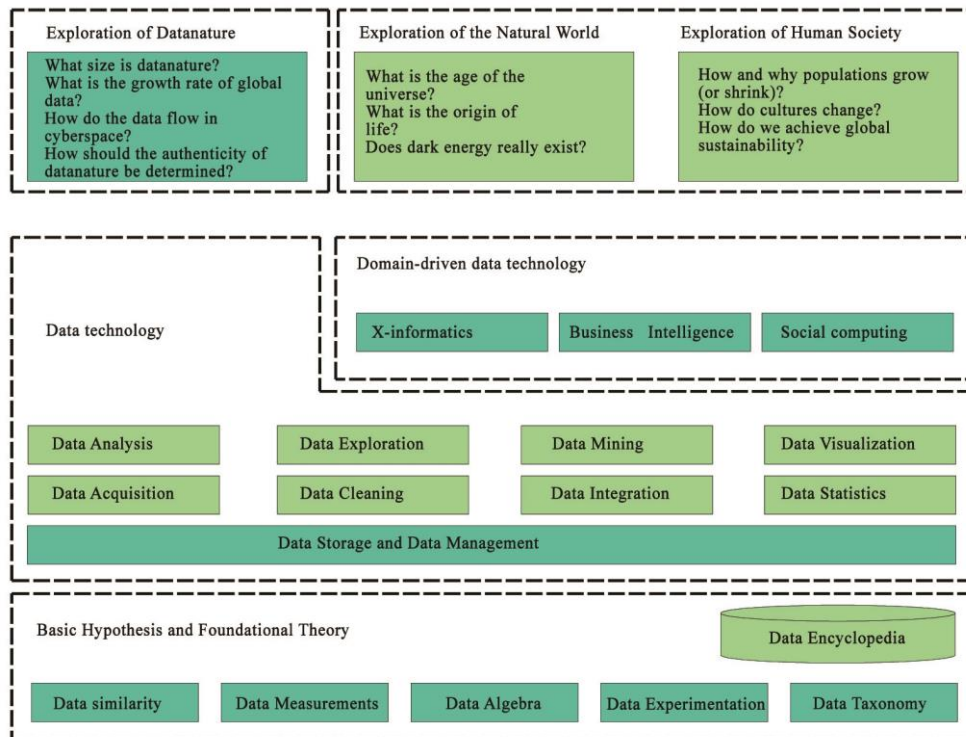 Exploration of Datanature
What size is datanature?
What is the growth rate of global
data?
How do the data flow in
cyberspace?
How should the authenticity of
datanature be determined?
Exploration of the Natural World
What is the age of the
universe?
What is the origin of
life?
Does dark energy really exist?
Exploration of Human Society
How and why populations grow
(or shrink)?
How do cultures change?
How do we achieve global
sustainability?
Data technology
Domain-driven data technology
X-informatics
Business Intelligence
Social computing
Data Analysis
Data Exploration
Data Mining
Data Visualization
Data Acquisition
Data Cleaning
Data Integration
Data Statistics
Data Storage and Data Management
Basic Hypothesis and Foundational Theory
Data Encyclopedia
Data similarity
Data Measurements
Data Algebra
Data Experimentation
Data Taxonomy